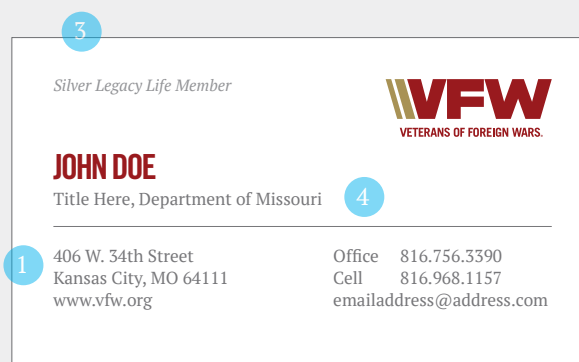 3
Silver Legacy Life Member
VFW
VETERANS OF FOREIGN WARS.
JOHN DOE
Title Here, Department of Missouri
4
1
406 W. 34th Street
Kansas City, MO 64111
www.vfw.org
Office 816.756.3390
Cell 816.968.1157
emailaddress@address.com